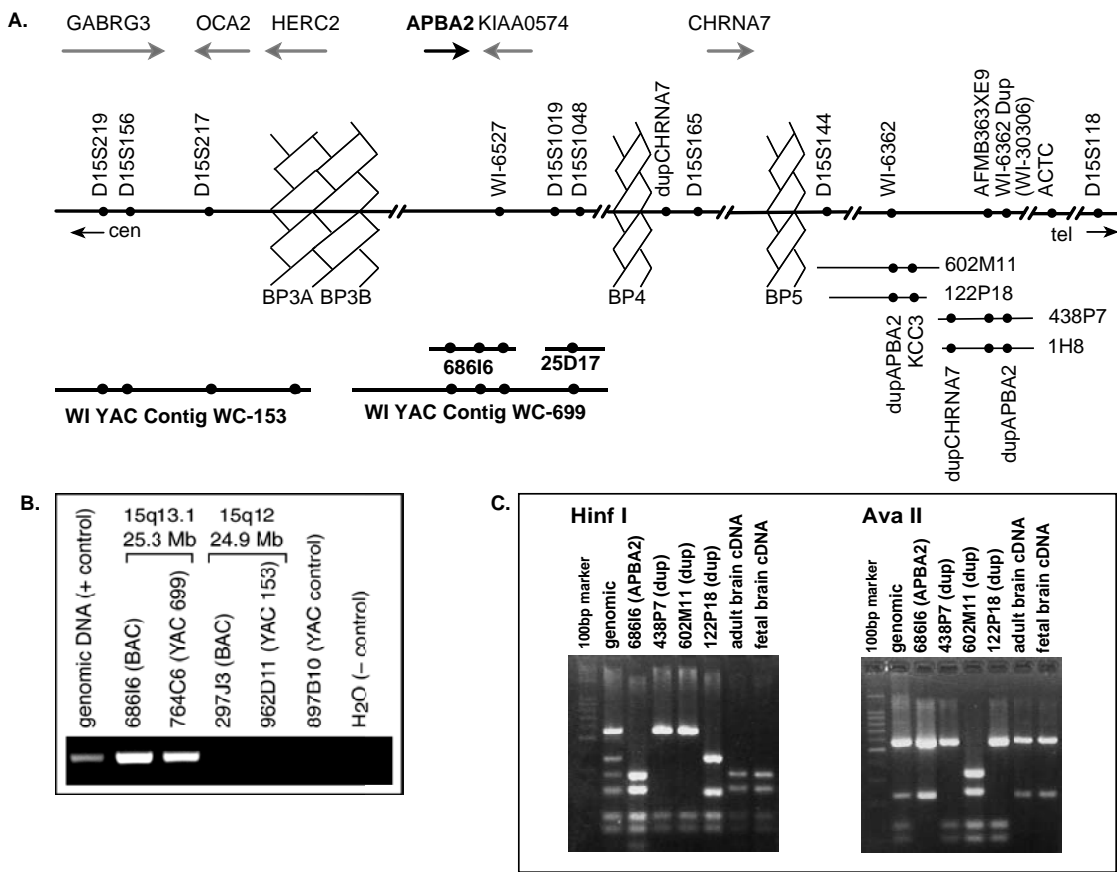 A.
GABRG3 OCA2 HERC2 APBA2 KIAA0574 CHRNA7
D15S219
D15S156
D15S217
WI-6527
D15S1019
D15S1048
dupCHRNA7
D15S165
D15S144
WI-6362
AFMB363XE9
WI-6362 Dup
(WI-30306)
ACTC
D15S118
cen
tel
BP3A BP3B BP4 BP5
602M11
122P18
438P7
1H8
dupAPBA2
KCC3
dupCHRNA7
dupAPBA2
686I6
25D17
WI YAC Contig WC-153
WI YAC Contig WC-699
B.
15q13.1 15q12
25.3 Mb 24.9 Mb
genomic DNA (+ control)
686I6 (BAC)
764C6 (YAC 699)
297J3 (BAC)
962D11 (YAC 153)
897B10 (YAC control)
H2O (– control)
C.
Hinf I
100bp marker
genomic
686I6 (APBA2)
438P7 (dup)
602M11 (dup)
122P18 (dup)
adult brain cDNA
fetal brain cDNA
Ava II
100bp marker
genomic
686I6 (APBA2)
438P7 (dup)
602M11 (dup)
122P18 (dup)
adult brain cDNA
fetal brain cDNA